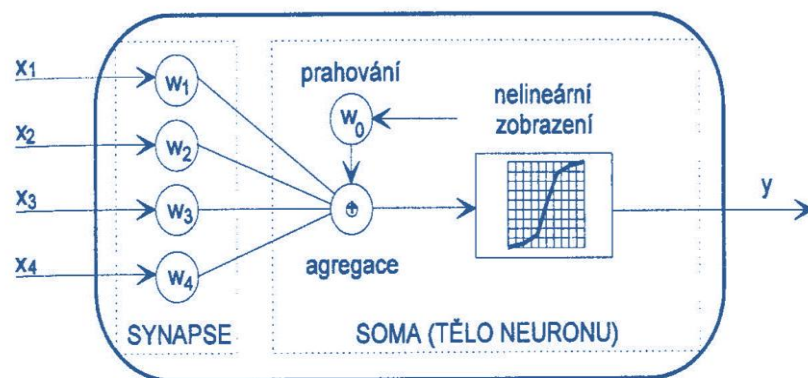 x1
x2
x3
x4
w1
w2
w3
w4
SYNAPSE
prahování
w0
agregace
nelineární
zobrazení
SOMA (TĚLO NEURONU)
y